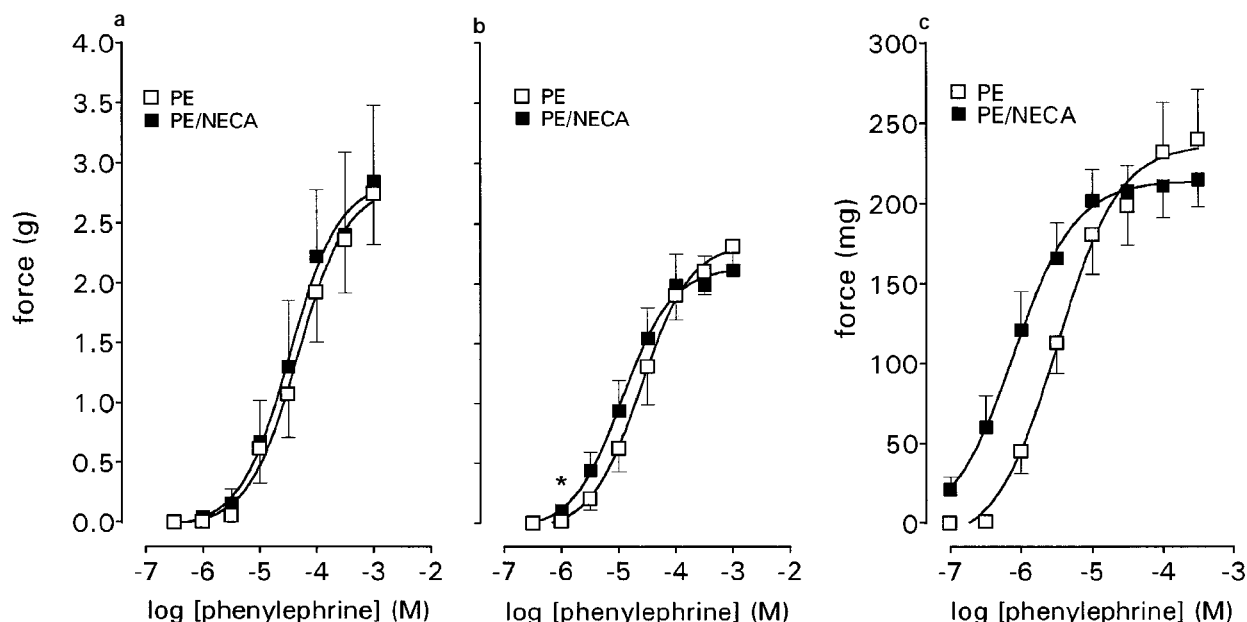 a
force (g)
4.0
3.5
3.0
2.5
2.0
1.5
1.0
0.5
0.0
PE
PE/NECA
-7 -6 -5 -4 -3 -2
log [phenylephrine] (M)
b
PE
PE/NECA
*
-7 -6 -5 -4 -3 -2
log [phenylephrine] (M)
c
force (mg)
300
250
200
150
100
50
0
PE
PE/NECA
-7 -6 -5 -4 -3
log [phenylephrine] (M)